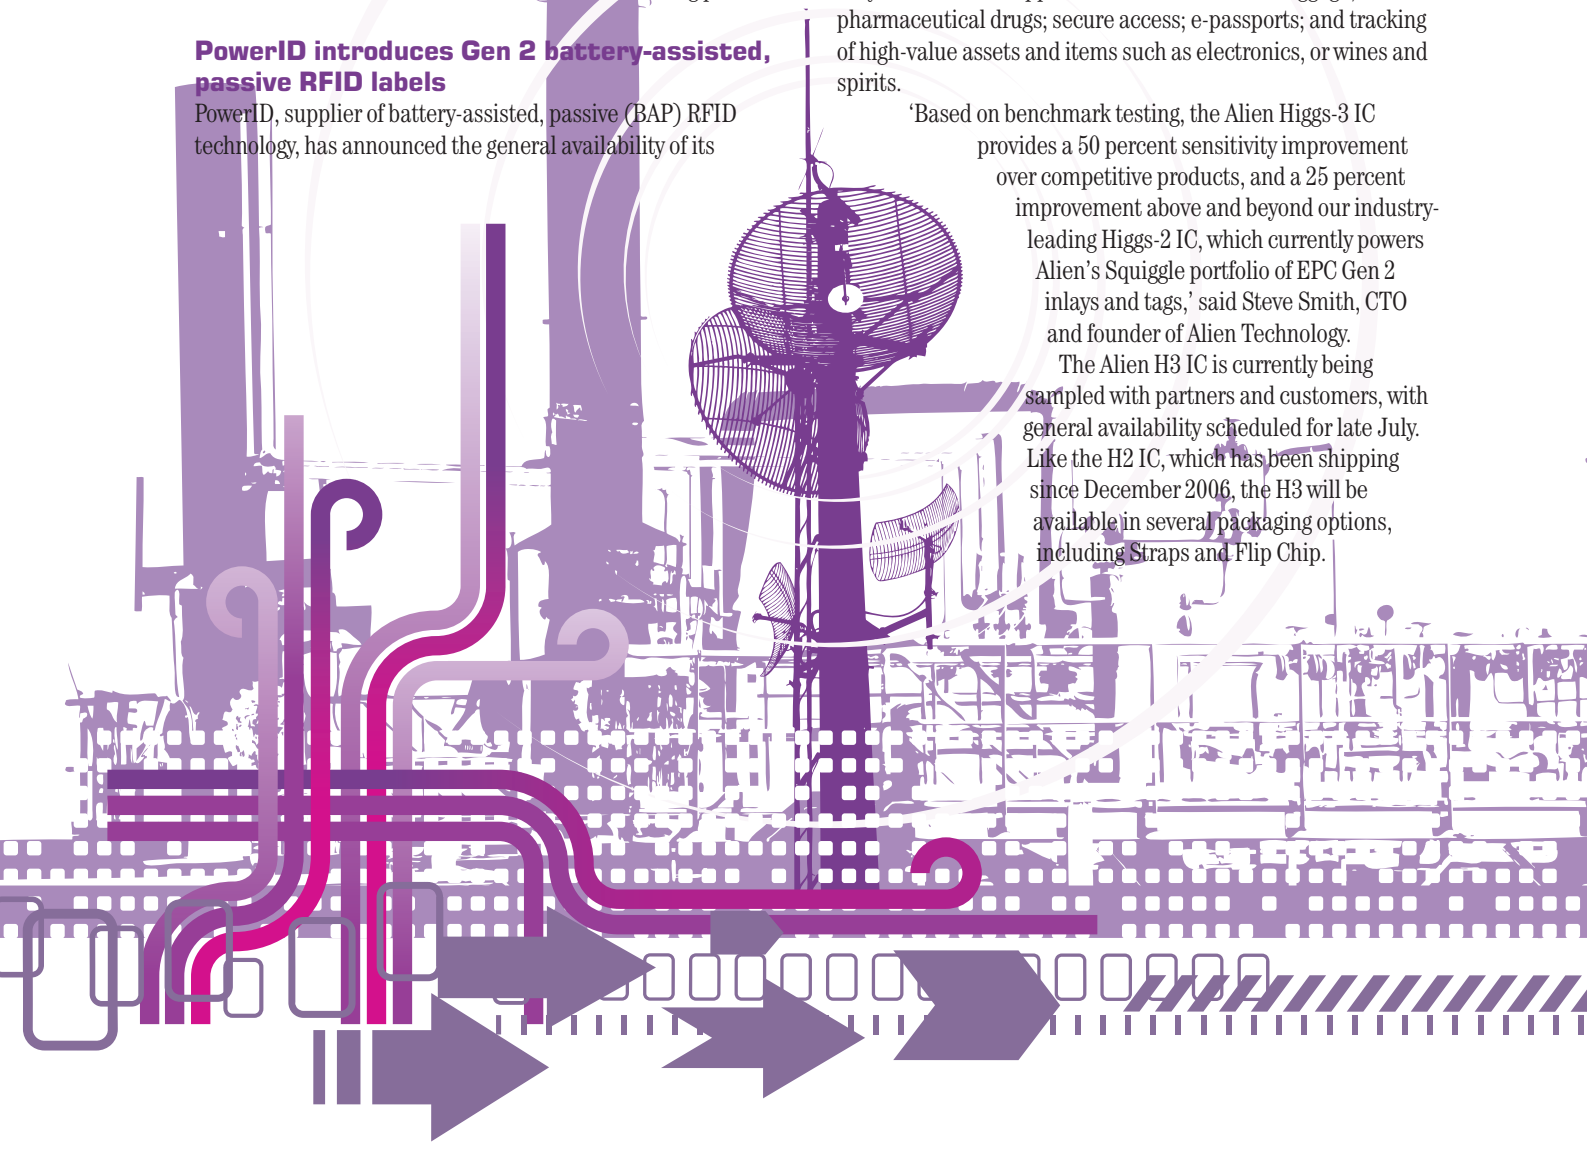 PowerID introduces Gen 2 battery-assisted,
passive RFID labels
PowerID, supplier of battery-assisted, passive (BAP) RFID
technology, has announced the general availability of its
pharmaceutical drugs; secure access; e-passports; and tracking
of high-value assets and items such as electronics, or wines and
spirits.
‘Based on benchmark testing, the Alien Higgs-3 IC
provides a 50 percent sensitivity improvement
over competitive products, and a 25 percent
improvement above and beyond our industry-
leading Higgs-2 IC, which currently powers
Alien’s Squiggle portfolio of EPC Gen 2
inlays and tags,’ said Steve Smith, CTO
and founder of Alien Technology.
The Alien H3 IC is currently being
sampled with partners and customers, with
general availability scheduled for late July.
Like the H2 IC, which has been shipping
since December 2006, the H3 will be
available in several packaging options,
including Straps and Flip Chip.